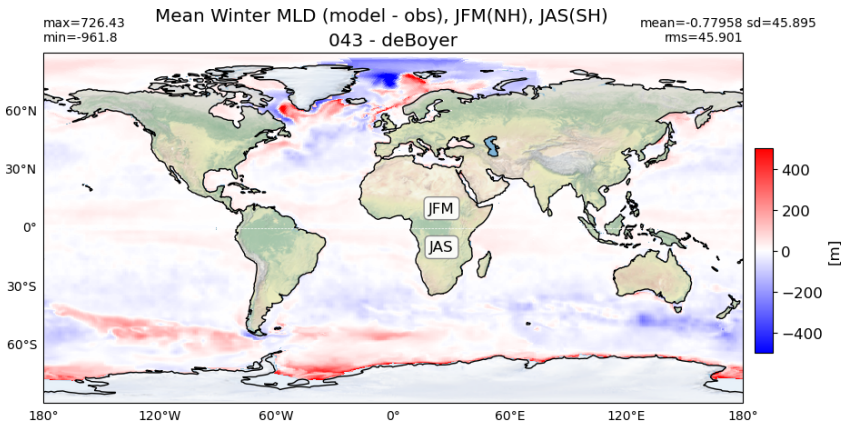 Mean Winter MLD (model - obs), JFM(NH), JAS(SH)
043 - deBoyer
max=726.43
min=-961.8
mean=-0.77958 sd=45.895
rms=45.901
60°N
30°N
0°
30°S
60°S
JFM
JAS
180° 120°W 60°W 0° 60°E 120°E 180°
400
200
0
−200
−400
[m]